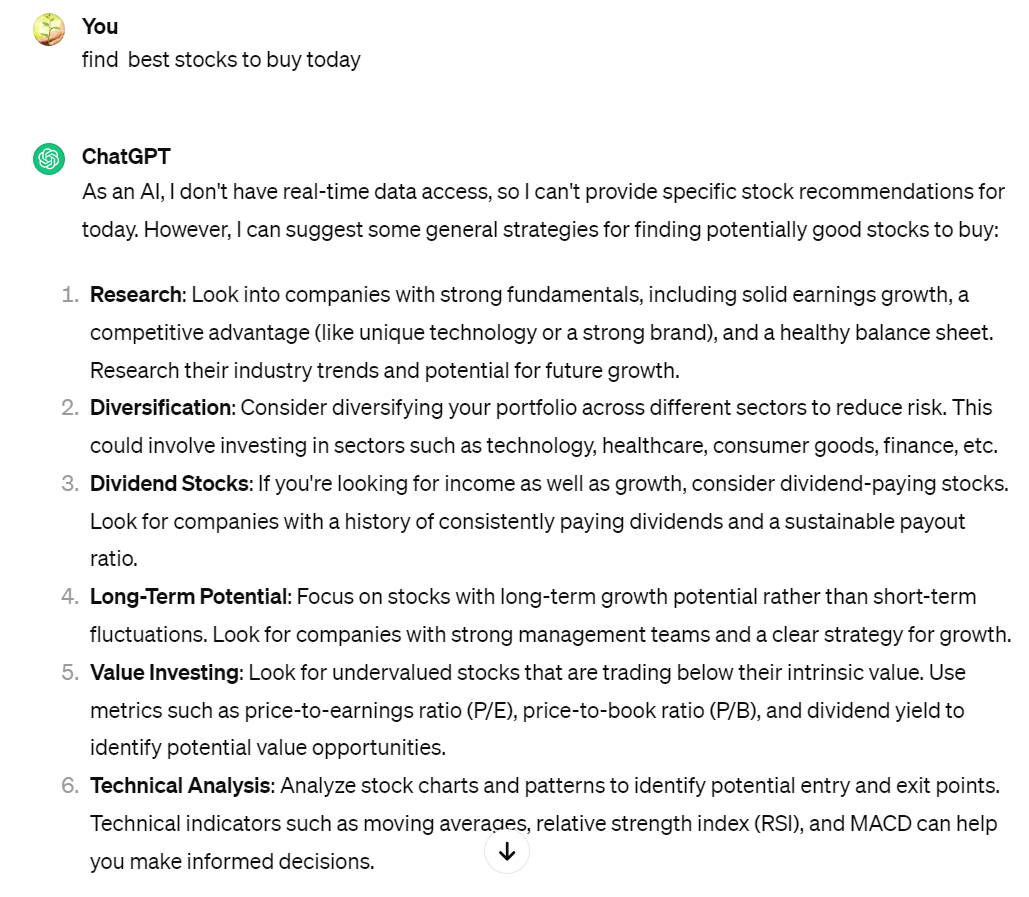 You
find  best stocks to buy today
ChatGPT
As an AI, I don't have real-time data access, so I can't provide specific stock recommendations for
today. However, I can suggest some general strategies for finding potentially good stocks to buy:
1. Research: Look into companies with strong fundamentals, including solid earnings growth, a
competitive advantage (like unique technology or a strong brand), and a healthy balance sheet.
Research their industry trends and potential for future growth.
2. Diversification: Consider diversifying your portfolio across different sectors to reduce risk. This
could involve investing in sectors such as technology, healthcare, consumer goods, finance, etc.
3. Dividend Stocks: If you're looking for income as well as growth, consider dividend-paying stocks.
Look for companies with a history of consistently paying dividends and a sustainable payout
ratio.
4. Long-Term Potential: Focus on stocks with long-term growth potential rather than short-term
fluctuations. Look for companies with strong management teams and a clear strategy for growth.
5. Value Investing: Look for undervalued stocks that are trading below their intrinsic value. Use
metrics such as price-to-earnings ratio (P/E), price-to-book ratio (P/B), and dividend yield to
identify potential value opportunities.
6. Technical Analysis: Analyze stock charts and patterns to identify potential entry and exit points.
Technical indicators such as moving averages, relative strength index (RSI), and MACD can help
you make informed decisions.